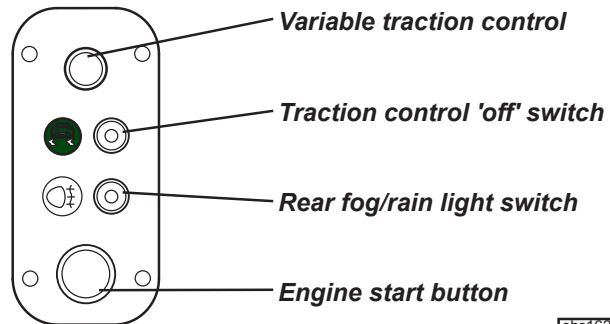 Variable traction control
Traction control 'off' switch
Rear fog/rain light switch
Engine start button